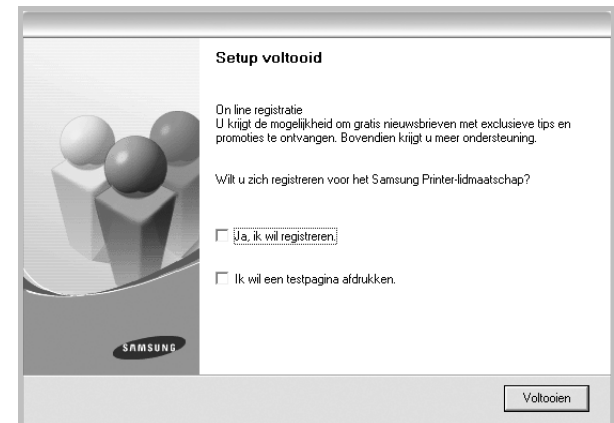 Setup voltooid
On line registratie
U krijgt de mogelijkheid om gratis nieuwsbrieven met exclusieve tips en
promoties te ontvangen. Bovendien krijgt u meer ondersteuning.
Wilt u zich registreren voor het Samsung Printer-lidmaatschap?
Ja, ik wil registreren.
Ik wil een testpagina afdrukken.
SAMSUNG
Voltooien